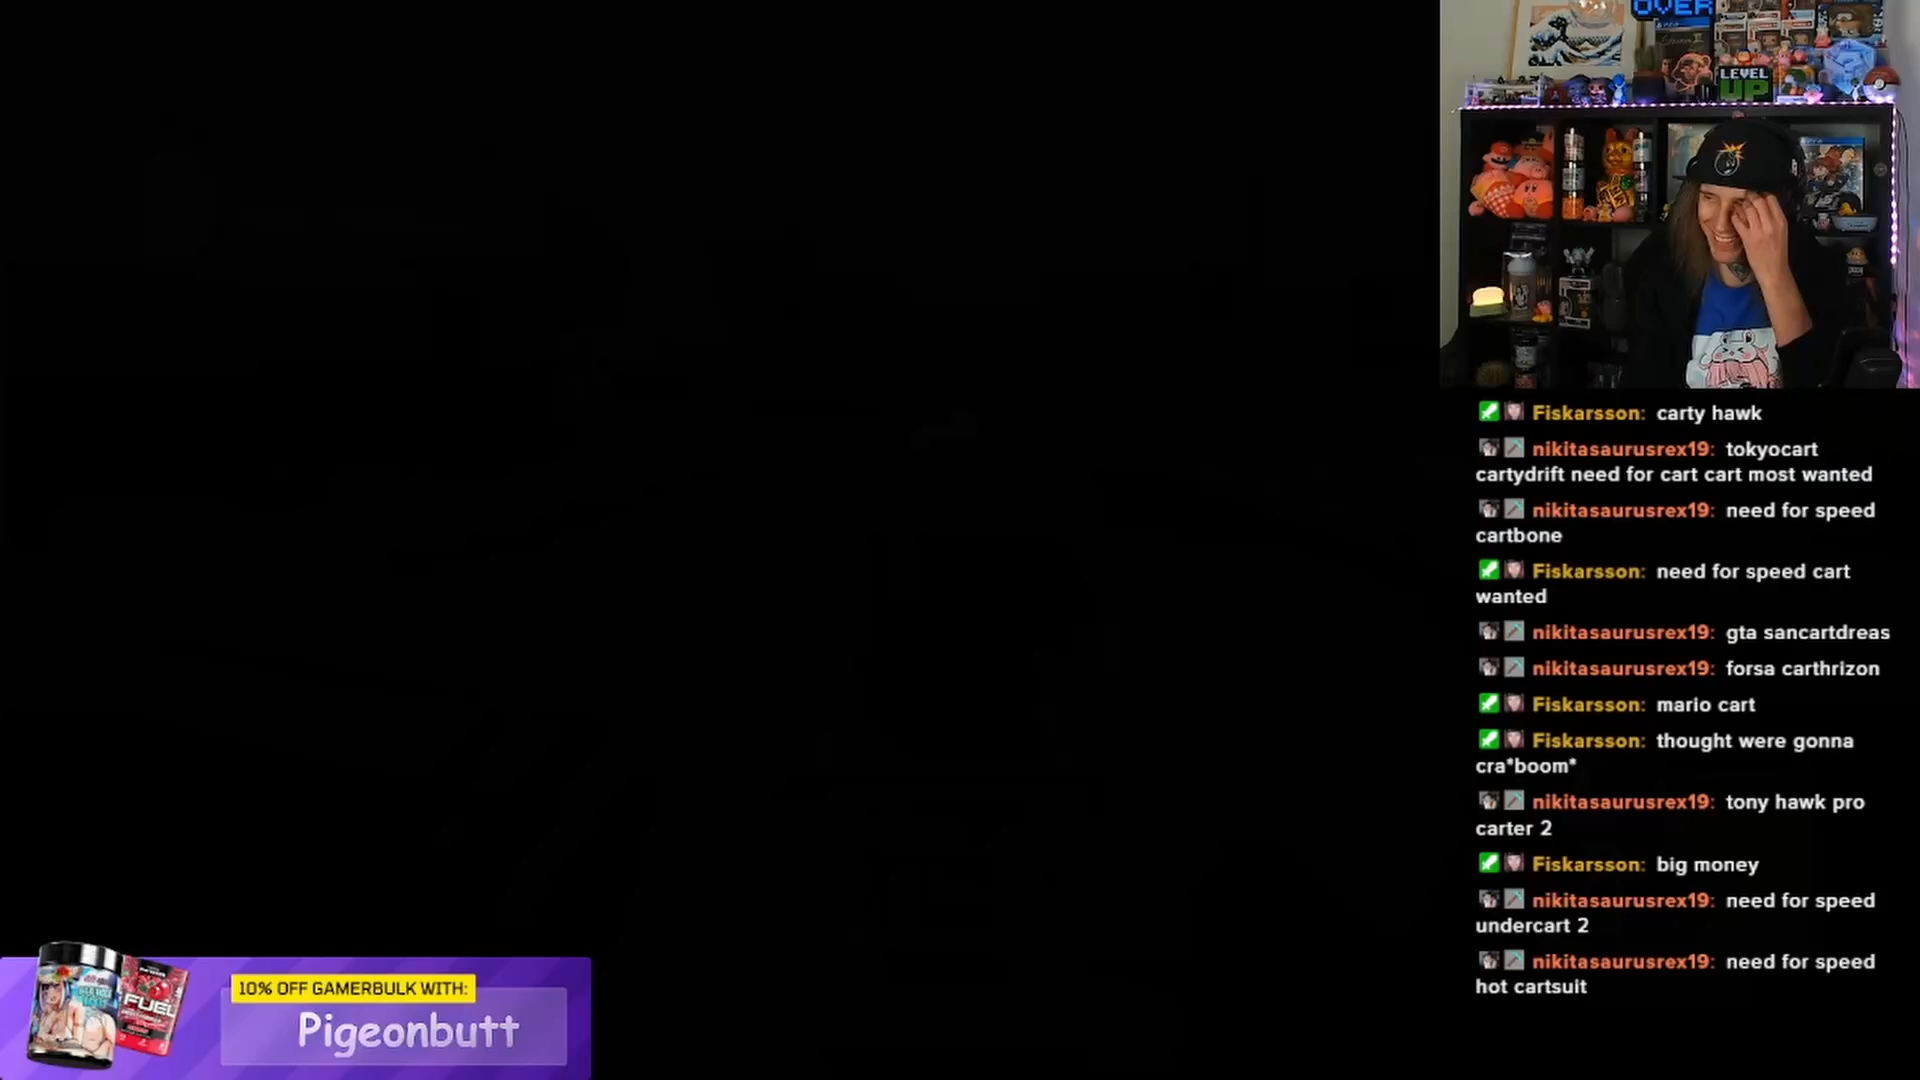 OVER
LEVEL
UP
Fiskarsson: carty hawk
nikitasaurusrex19: tokyocart
cartydrift need for cart cart most wanted
nikitasaurusrex19: need for speed
cartbone
Fiskarsson: need for speed cart
wanted
nikitasaurusrex19: gta sancartdreas
nikitasaurusrex19: forsa carthrizon
Fiskarsson: mario cart
Fiskarsson: thought were gonna
cra*boom*
nikitasaurusrex19: tony hawk pro
carter 2
Fiskarsson: big money
nikitasaurusrex19: need for speed
undercart 2
nikitasaurusrex19: need for speed
hot cartsuit
FUEL
10% OFF GAMERBULK WITH:
Pigeonbutt